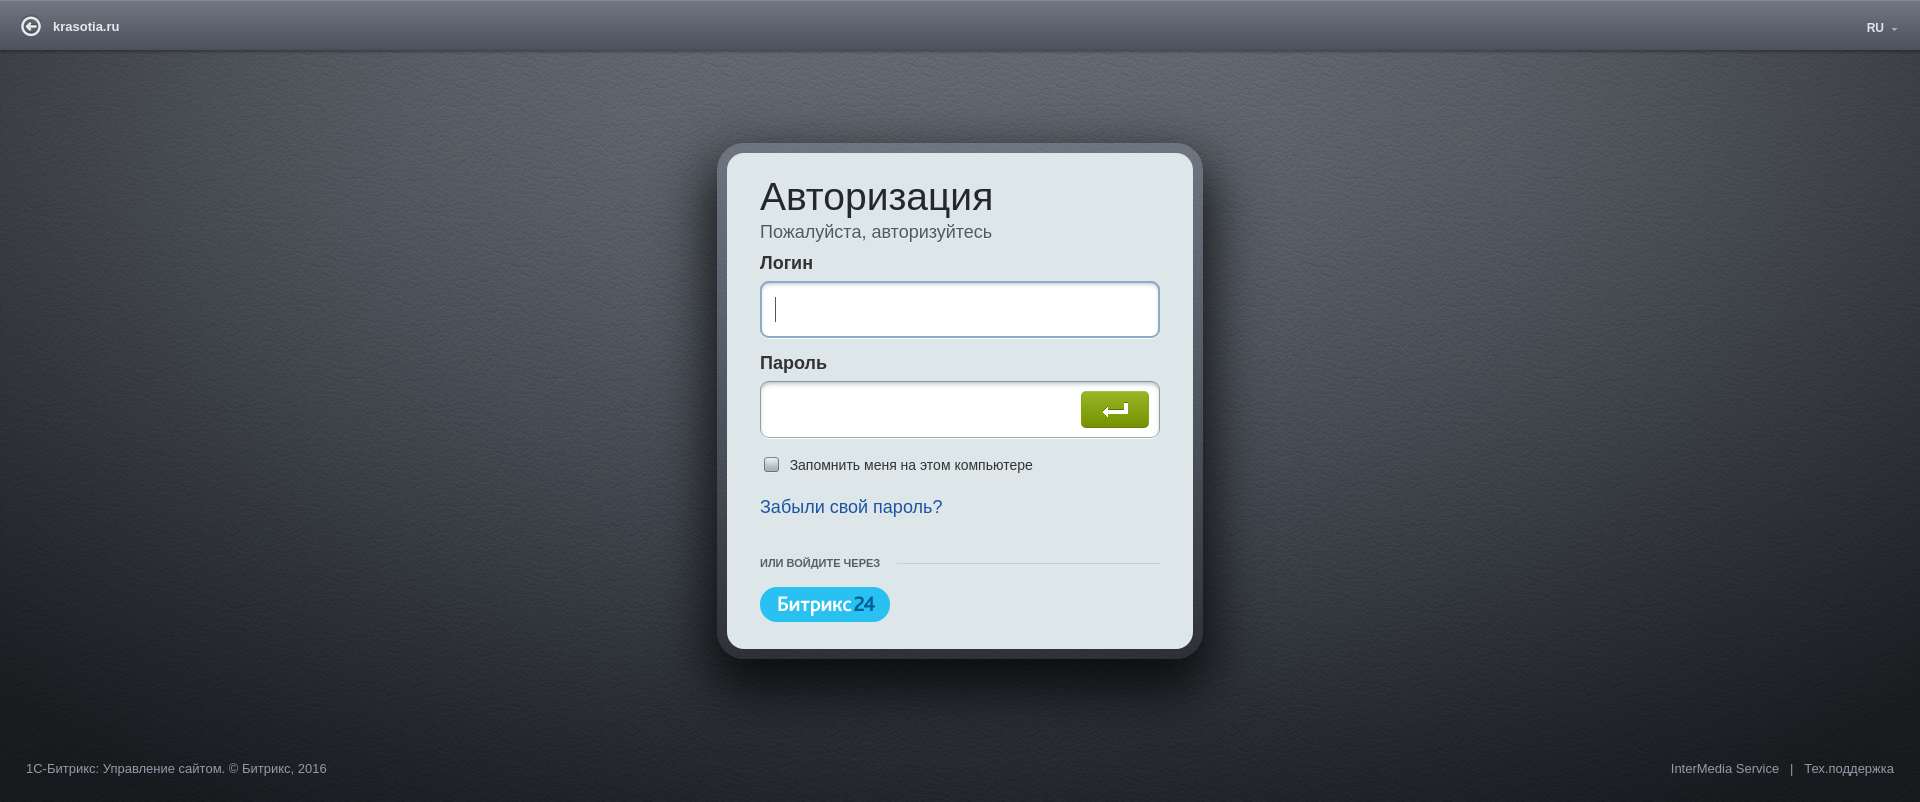 krasotia.ru
RU
Авторизация
Пожалуйста, авторизуйтесь
Логин
Пароль
Запомнить меня на этом компьютере
Забыли свой пароль?
ИЛИ ВОЙДИТЕ ЧЕРЕЗ
Битрикс24
1С-Битрикс: Управление сайтом. © Битрикс, 2016
InterMedia Service | Тех.поддержка